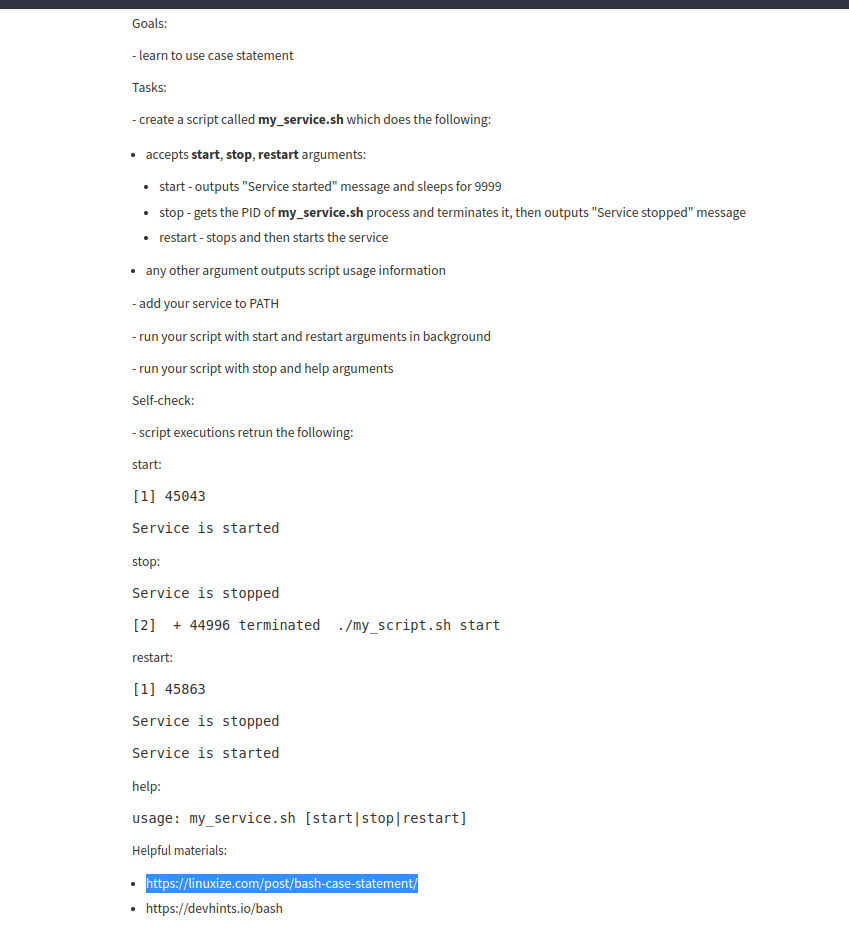 Goals:
- learn to use case statement
Tasks:
- create a script called my_service.sh which does the following:
• accepts start, stop, restart arguments:
• start - outputs "Service started" message and sleeps for 9999
• stop - gets the PID of my_service.sh process and terminates it, then outputs "Service stopped" message
• restart - stops and then starts the service
• any other argument outputs script usage information
- add your service to PATH
- run your script with start and restart arguments in background
- run your script with stop and help arguments
Self-check:
- script executions retrun the following:
start:
[1] 45043
Service is started
stop:
Service is stopped
[2]  + 44996 terminated  ./my_script.sh start
restart:
[1] 45863
Service is stopped
Service is started
help:
usage: my_service.sh [start|stop|restart]
Helpful materials:
• https://linuxize.com/post/bash-case-statement/
• https://devhints.io/bash